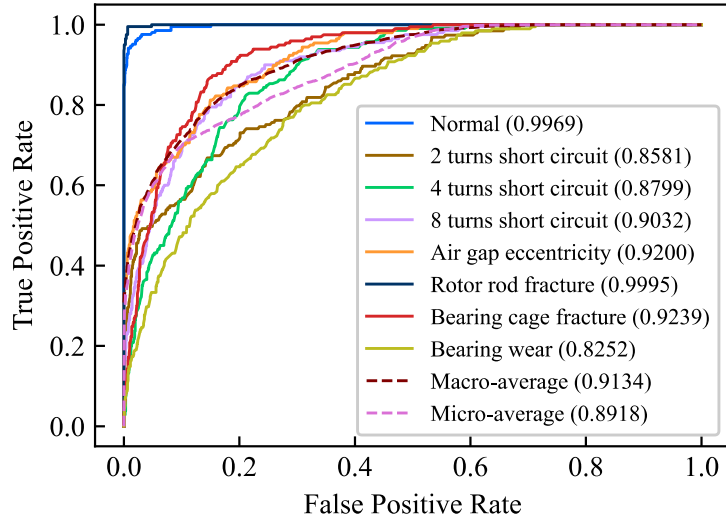 1.0
0.8
0.6
0.4
0.2
0.0
True Positive Rate
Normal (0.9969)
2 turns short circuit (0.8581)
4 turns short circuit (0.8799)
8 turns short circuit (0.9032)
Air gap eccentricity (0.9200)
Rotor rod fracture (0.9995)
Bearing cage fracture (0.9239)
Bearing wear (0.8252)
Macro-average (0.9134)
Micro-average (0.8918)
0.0 0.2 0.4 0.6 0.8 1.0
False Positive Rate